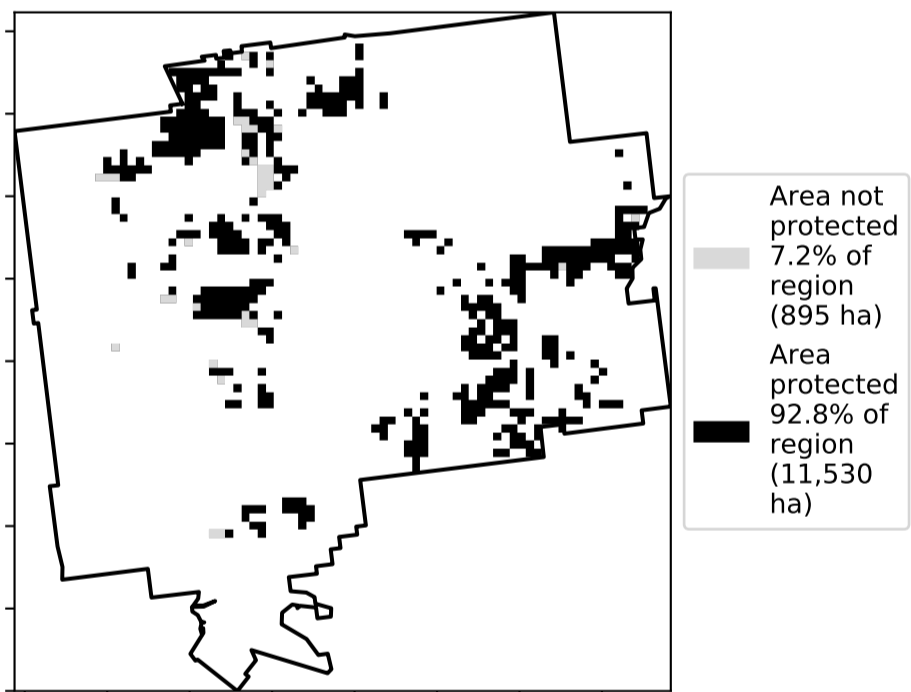 Area not
protected
7.2% of
region
(895 ha)
Area
protected
92.8% of
region
(11,530
ha)